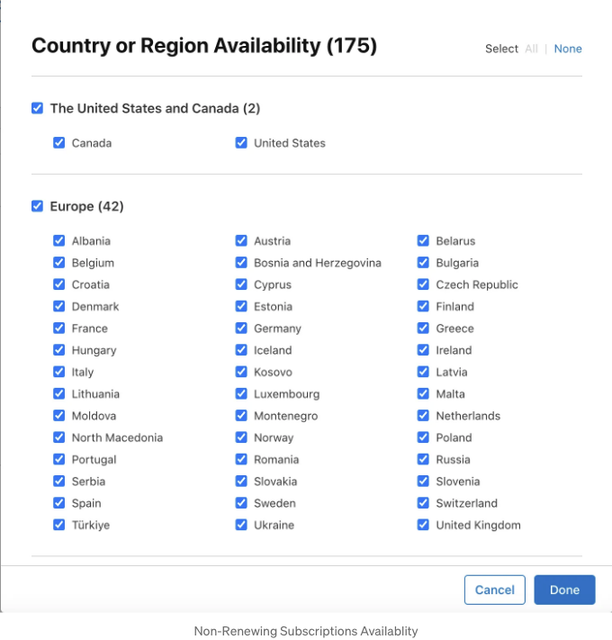 Country or Region Availability (175)
Select All | None
The United States and Canada (2)
Canada United States
Europe (42)
Albania Austria Belarus
Belgium Bosnia and Herzegovina Bulgaria
Croatia Cyprus Czech Republic
Denmark Estonia Finland
France Germany Greece
Hungary Iceland Ireland
Italy Kosovo Latvia
Lithuania Luxembourg Malta
Moldova Montenegro Netherlands
North Macedonia Norway Poland
Portugal Romania Russia
Serbia Slovakia Slovenia
Spain Sweden Switzerland
Türkiye Ukraine United Kingdom
Cancel Done
Non-Renewing Subscriptions Availablity